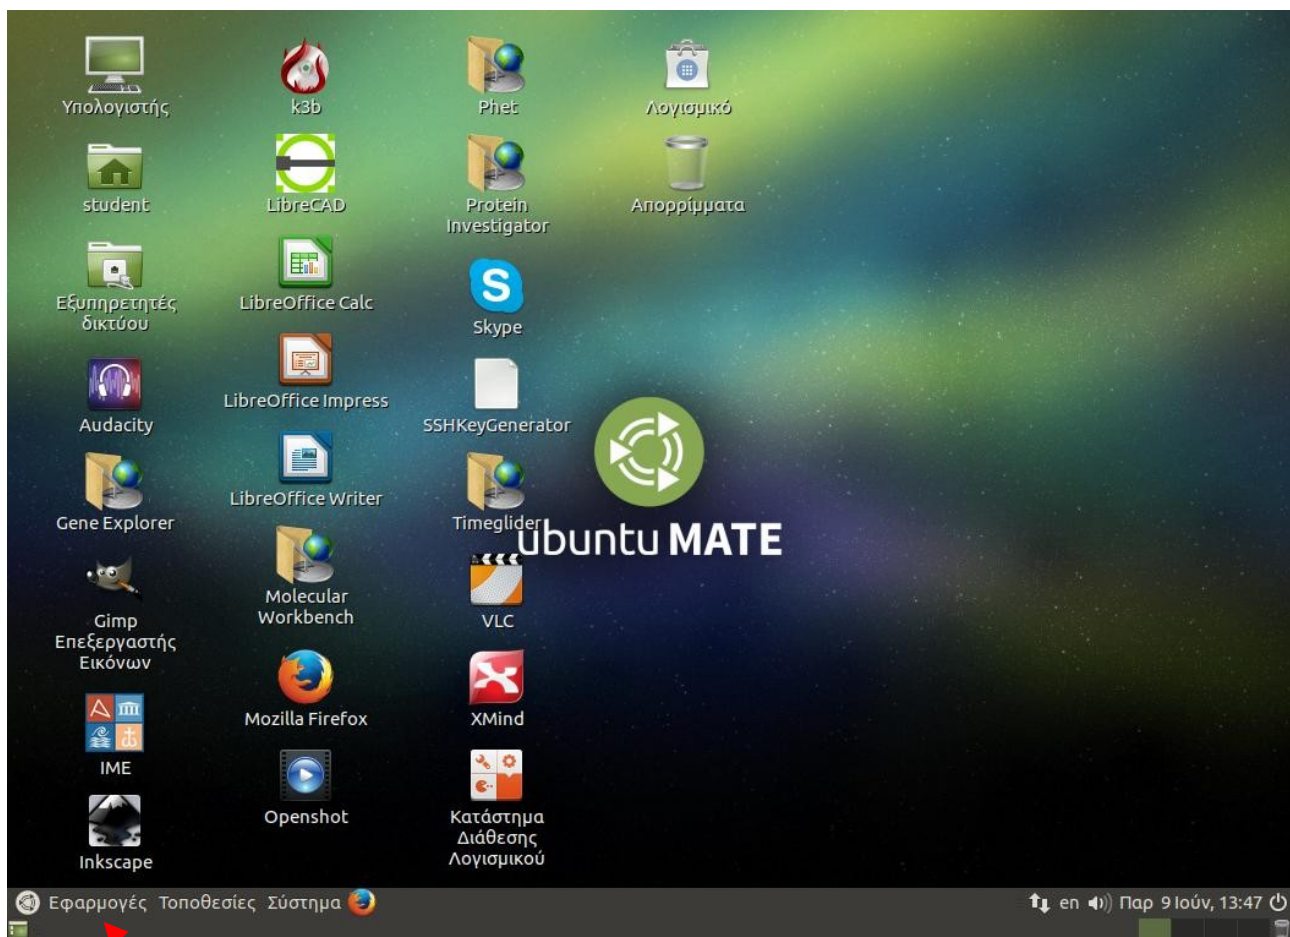 Υπολογιστής
student
Εξυπηρετητές
δικτύου
Audacity
Gene Explorer
Gimp
Επεξεργαστής
Εικόνων
IME
Inkscape
k3b
LibreCAD
LibreOffice Calc
LibreOffice Impress
LibreOffice Writer
Molecular
Workbench
Mozilla Firefox
Openshot
Phet
Protein
Investigator
S
Skype
SSHKeyGenerator
Timeglider
VLC
XMind
Κατάστημα
Διάθεσης
Λογισμικού
Λογισμικό
Απορρίμματα
ubuntu MATE
Εφαρμογές Τοποθεσίες Σύστημα en Παρ 9 Ιούν, 13:47